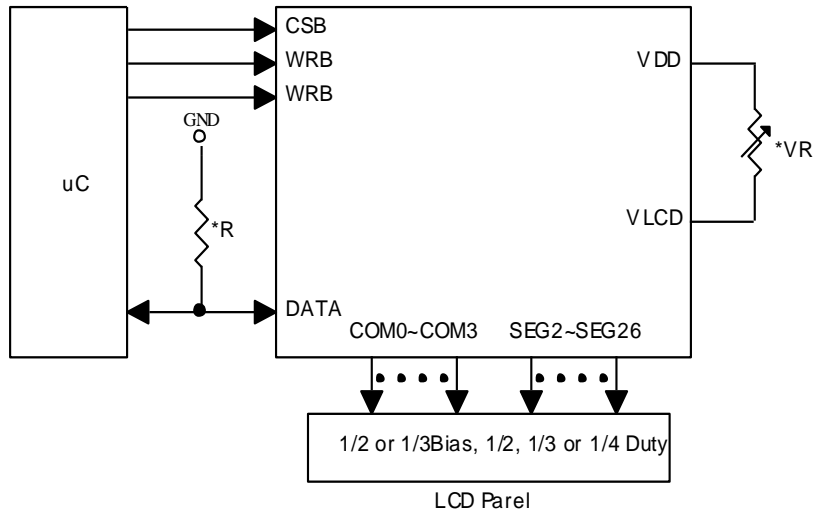 CSB
WRB
VDD
WRB
GND
*VR
uC
*R
VLCD
DATA
COM0~COM3 SEG2~SEG26
1/2 or 1/3Bias, 1/2, 1/3 or 1/4 Duty
LCD Parel